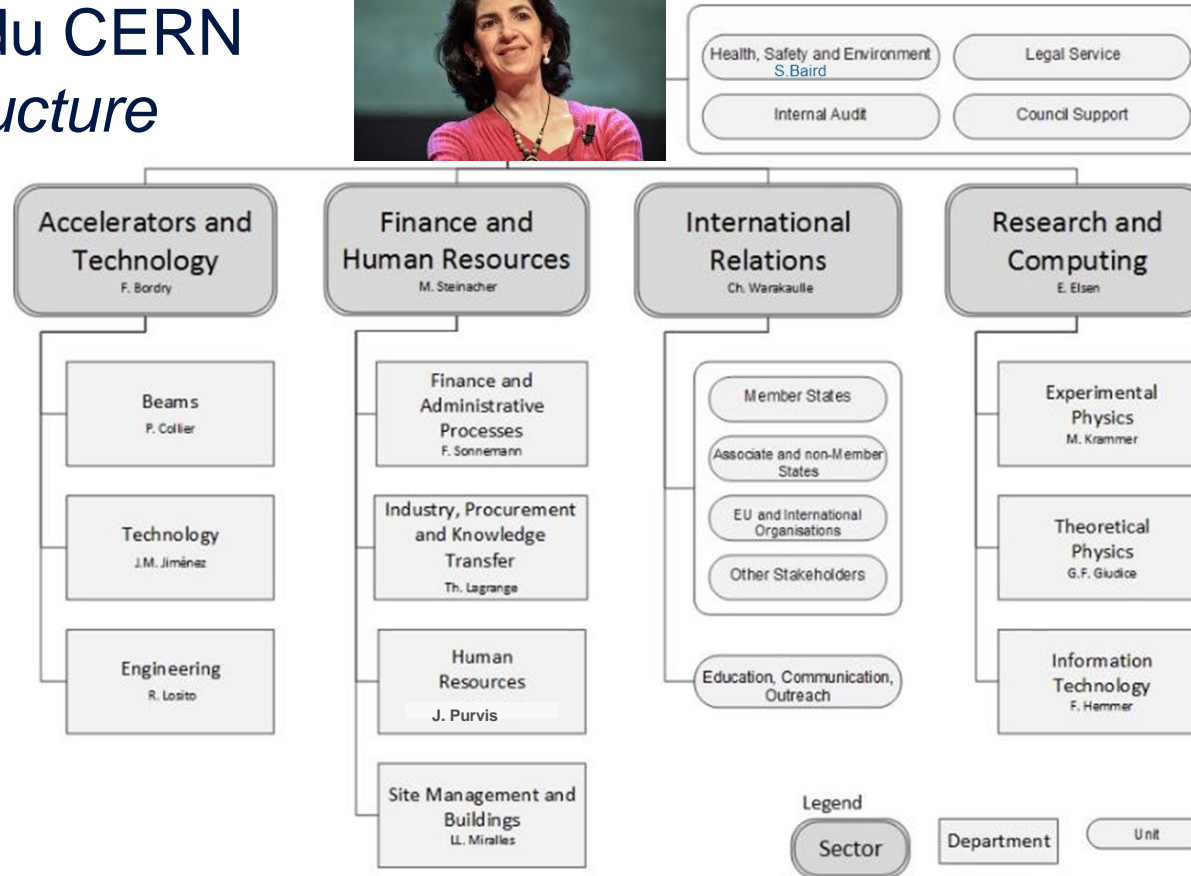 du CERN
ucture
Health, Safety and Environment
S.Baird
Legal Service
Internal Audit
Council Support
Accelerators and
Technology
F. Bordry
Finance and
Human Resources
M. Steinacher
International
Relations
Ch. Warakaulle
Research and
Computing
E. Elsen
Beams
P. Collier
Technology
J.M. Jiménez
Engineering
R. Losito
Finance and
Administrative
Processes
F. Sonnemann
Industry, Procurement
and Knowledge
Transfer
Th. Lagrange
Human
Resources
J. Purvis
Site Management and
Buildings
LL. Miralles
Member States
Associate and non-Member
States
EU and International
Organisations
Other Stakeholders
Education, Communication,
Outreach
Experimental
Physics
M. Krammer
Theoretical
Physics
G.F. Giudice
Information
Technology
F. Hemmer
Legend
Sector
Department
Unit